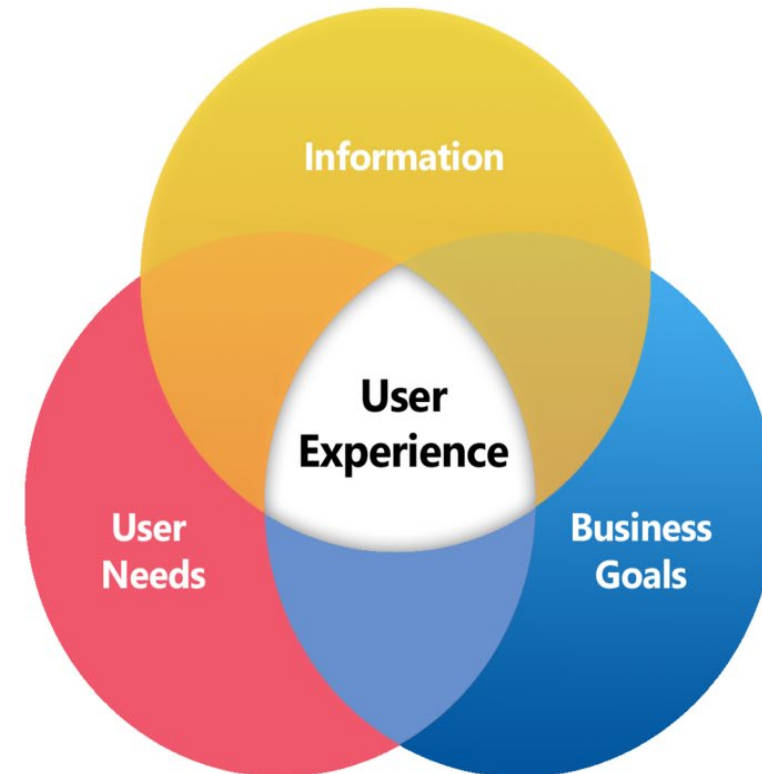 Information
User
Experience
User
Needs
Business
Goals